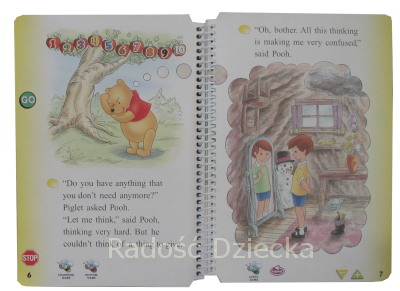 1 2 3 4 5 6 7 8 9 10
GO
"Do you have anything that
you don't need anymore?"
Piglet asked Pooh.
"Let me think," said Pooh,
thinking very hard. But he
couldn't think of a thing to give.
STOP
6
"Oh, bother. All this thinking
is making me very confused,"
said Pooh.
7
Radość Dziecka